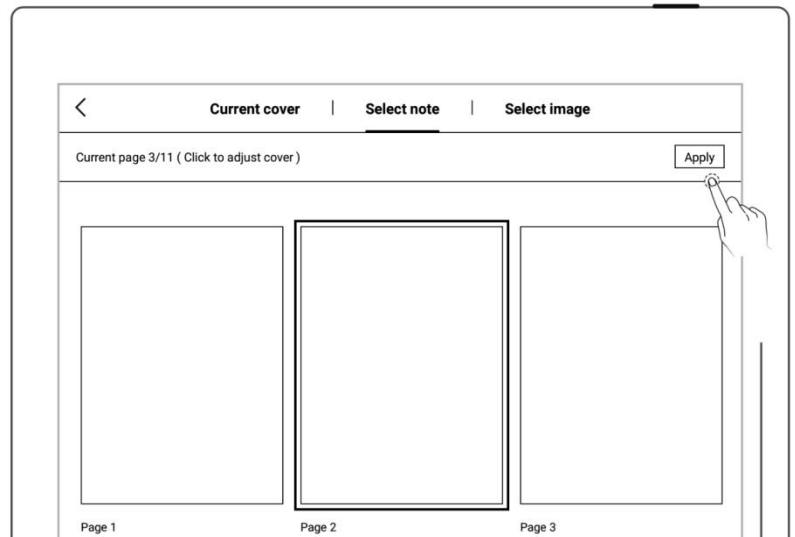 Current cover | Select note | Select image
Current page 3/11 ( Click to adjust cover )
Apply
Page 1
Page 2
Page 3